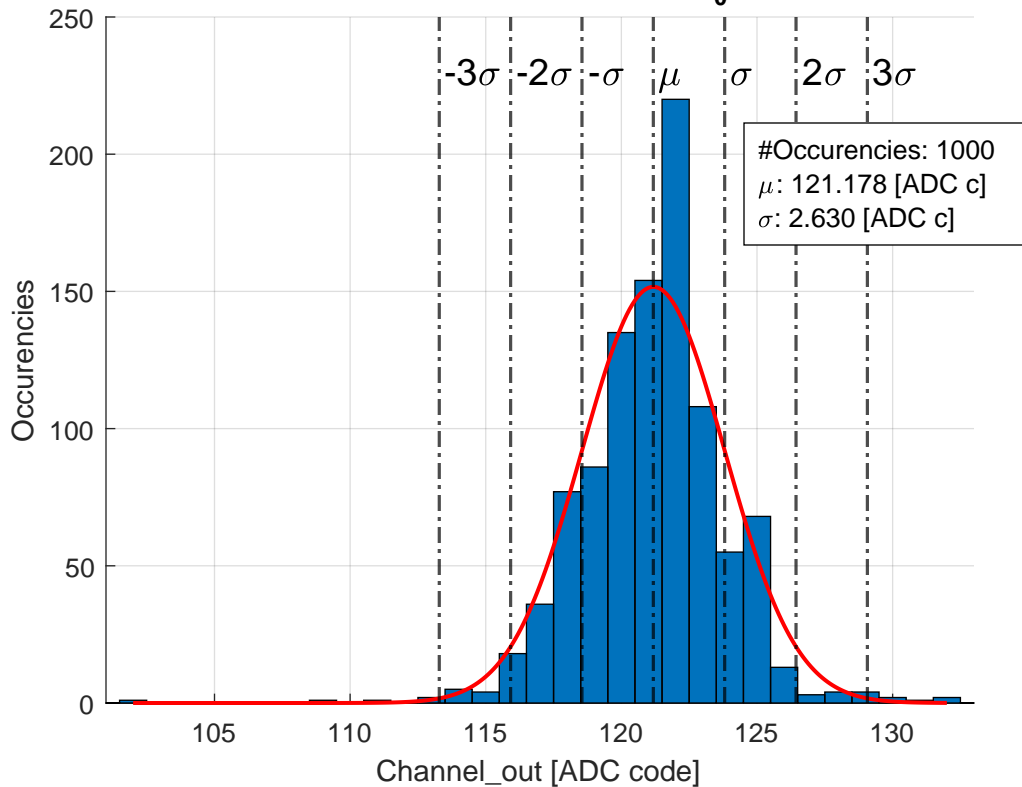 0
250
200
150
100
50
0
-3σ -2σ -σ μ σ 2σ 3σ
#Occurencies: 1000
μ: 121.178 [ADC c]
σ: 2.630 [ADC c]
Occurencies
105 110 115 120 125 130
Channel_out [ADC code]